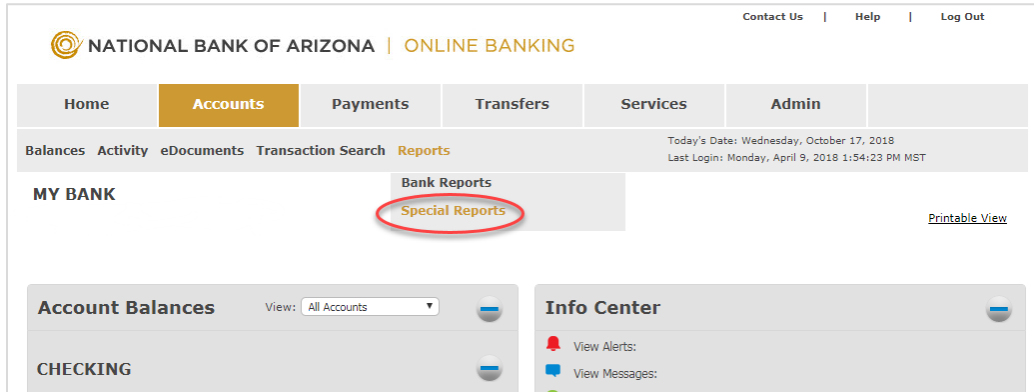 Contact Us | Help | Log Out
NATIONAL BANK OF ARIZONA | ONLINE BANKING
Home Accounts Payments Transfers Services Admin
Balances Activity eDocuments Transaction Search Reports
Today's Date: Wednesday, October 17, 2018
Last Login: Monday, April 9, 2018 1:54:23 PM MST
MY BANK
Bank Reports
Special Reports
Printable View
Account Balances View: All Accounts
CHECKING
Info Center
View Alerts:
View Messages: